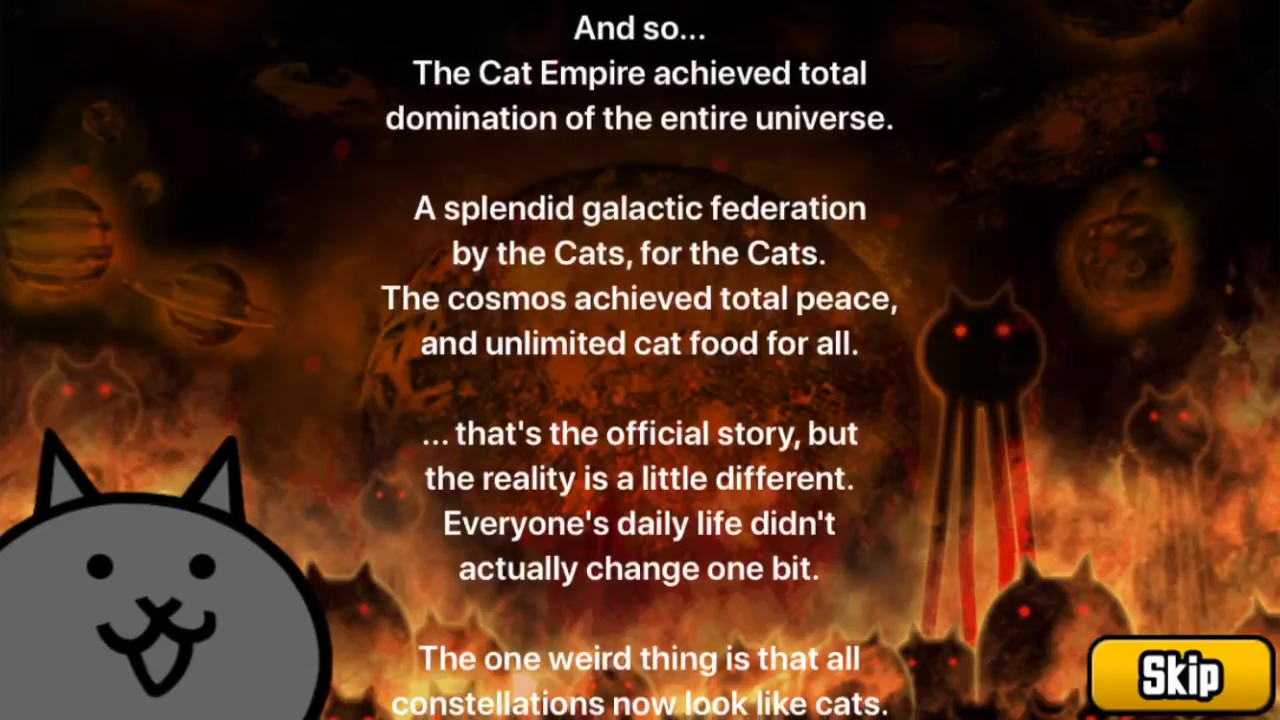 And so...
The Cat Empire achieved total
domination of the entire universe.
A splendid galactic federation
by the Cats, for the Cats.
The cosmos achieved total peace,
and unlimited cat food for all.
... that's the official story, but
the reality is a little different.
Everyone's daily life didn't
actually change one bit.
The one weird thing is that all
constellations now look like cats.
Skip